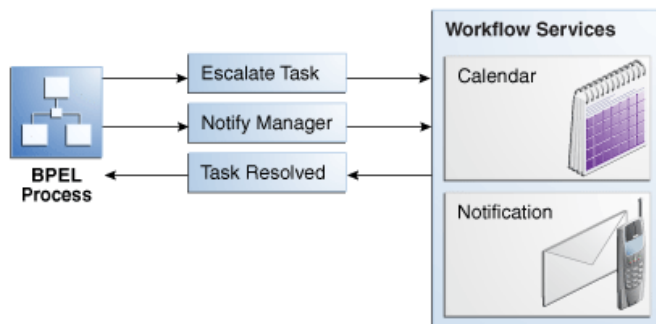 Workflow Services
Escalate Task
Calendar
Notify Manager
BPEL
Process
Task Resolved
Notification